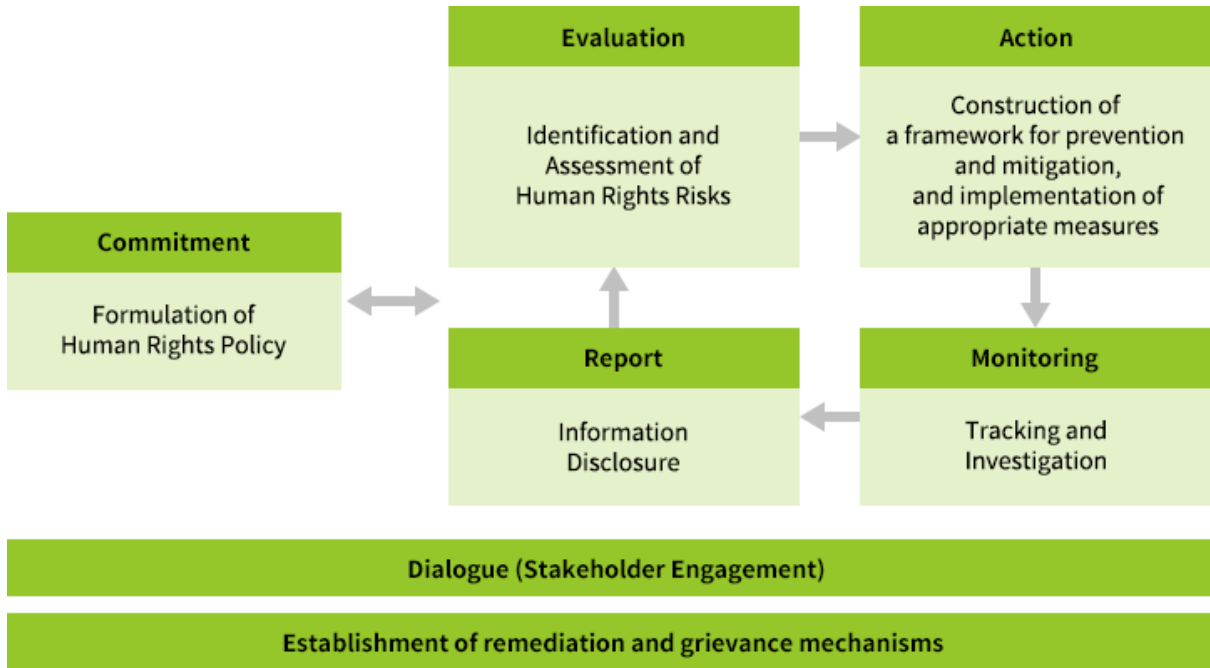 Commitment
Formulation of
Human Rights Policy
Evaluation
Identification and
Assessment of
Human Rights Risks
Action
Construction of
a framework for prevention
and mitigation,
and implementation of
appropriate measures
Monitoring
Tracking and
Investigation
Report
Information
Disclosure
Dialogue (Stakeholder Engagement)
Establishment of remediation and grievance mechanisms